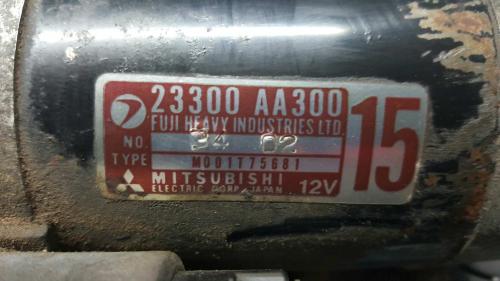 23300 AA300
FUJI HEAVY INDUSTRIES LTD.
15
NO. 34 02
TYPE M001T75681
MITSUBISHI
ELECTRIC CORP. JAPAN 12V